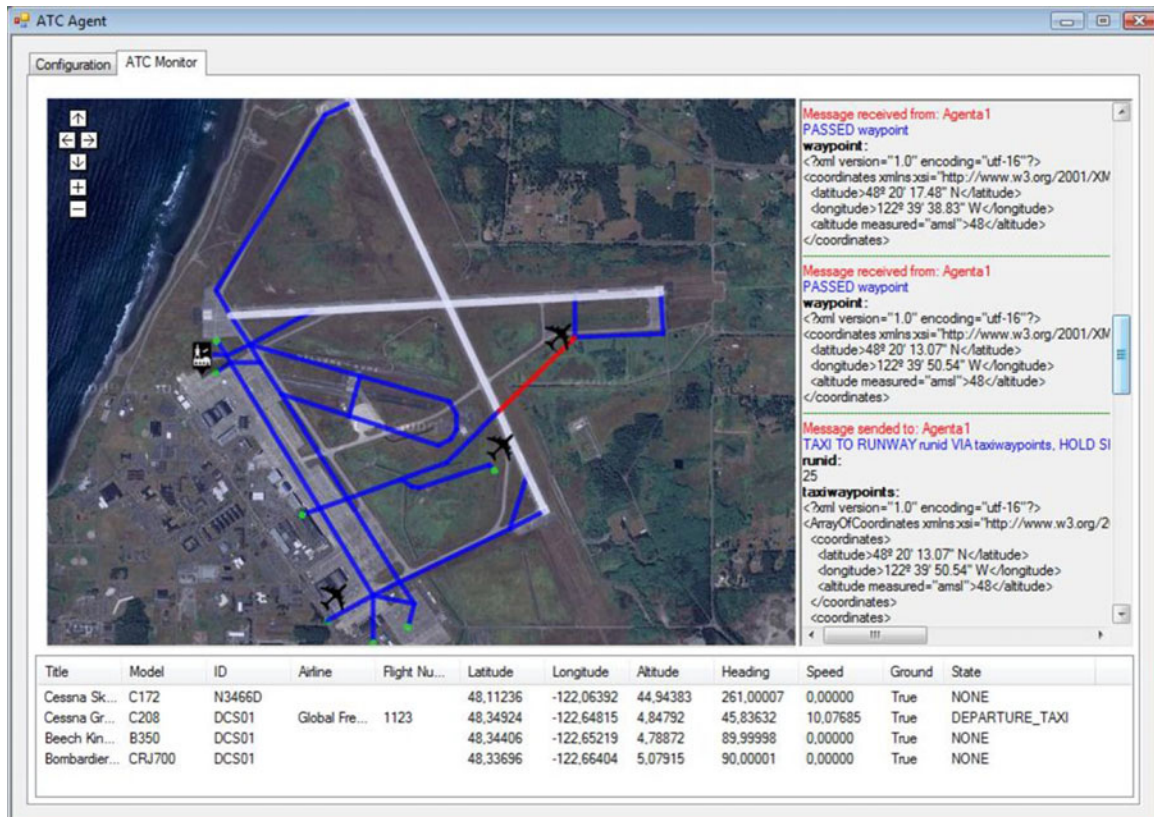 ATC Agent
Configuration ATC Monitor
Message received from: Agenta1
PASSED waypoint
waypoint:
<?xml version="1.0" encoding="utf-16"?>
<coordinates xmlns:xsi="http://www.w3.org/2001/XM
<latitude>48º 20' 17.48" N</latitude>
<longitude>122º 39' 38.83" W</longitude>
<altitude measured="amsl">48</altitude>
</coordinates>
Message received from: Agenta1
PASSED waypoint
waypoint:
<?xml version="1.0" encoding="utf-16"?>
<coordinates xmlns:xsi="http://www.w3.org/2001/XM
<latitude>48º 20' 13.07" N</latitude>
<longitude>122º 39' 50.54" W</longitude>
<altitude measured="amsl">48</altitude>
</coordinates>
Message sended to: Agenta1
TAXI TO RUNWAY runid VIA taxiwaypoints, HOLD SI
runid:
25
taxiwaypoints:
<?xml version="1.0" encoding="utf-16"?>
<ArrayOfCoordinates xmlns:xsi="http://www.w3.org/2
<coordinates>
<latitude>48º 20' 13.07" N</latitude>
<longitude>122º 39' 50.54" W</longitude>
<altitude measured="amsl">48</altitude>
</coordinates>
<coordinates>
Title Model ID Airline Flight Nu... Latitude Longitude Altitude Heading Speed Ground State
Cessna Sk... C172 N3466D 48,11236 -122,06392 44,94383 261,00007 0,00000 True NONE
Cessna Gr... C208 DCS01 Global Fre... 1123 48,34924 -122,64815 4,84792 45,83632 10,07685 True DEPARTURE_TAXI
Beech Kin... B350 DCS01 48,34406 -122,65219 4,78872 89,99998 0,00000 True NONE
Bombardier... CRJ700 DCS01 48,33696 -122,66404 5,07915 90,00001 0,00000 True NONE